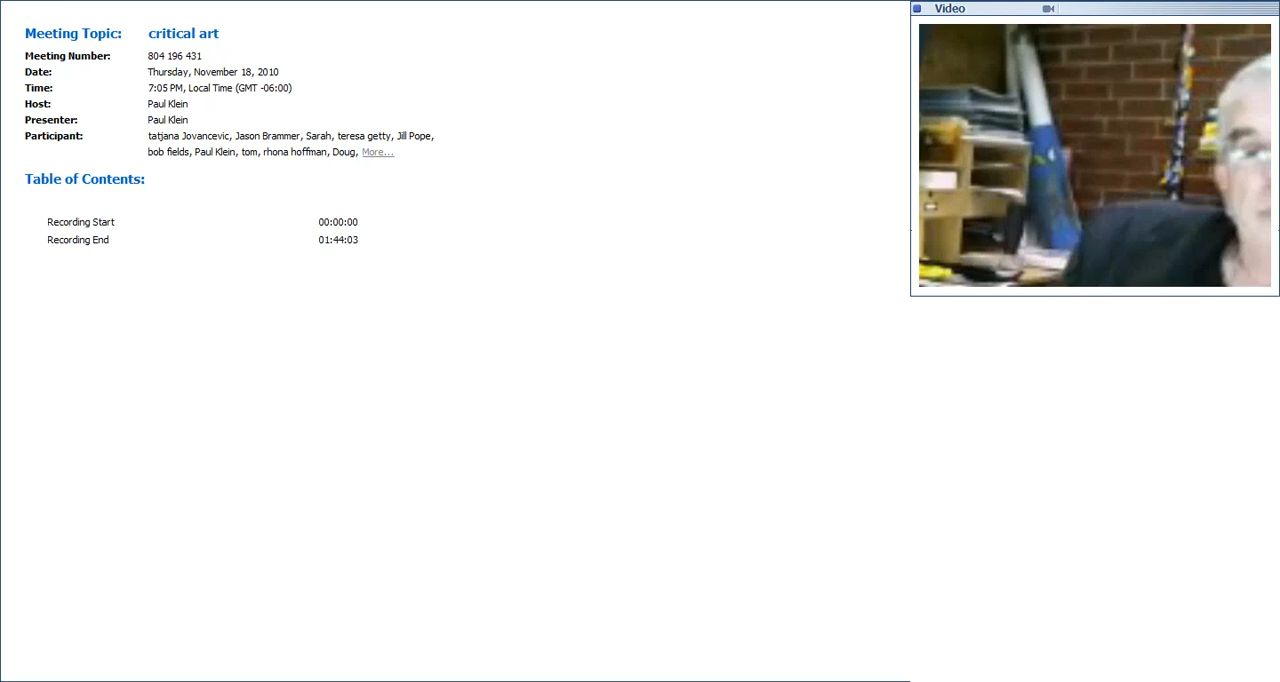 Meeting Topic: critical art
Meeting Number: 804 196 431
Date: Thursday, November 18, 2010
Time: 7:05 PM, Local Time (GMT -06:00)
Host: Paul Klein
Presenter: Paul Klein
Participant: tatjana Jovancevic, Jason Brammer, Sarah, teresa getty, Jill Pope,
bob fields, Paul Klein, tom, rhona hoffman, Doug, More...
Table of Contents:
Recording Start 00:00:00
Recording End 01:44:03
Video